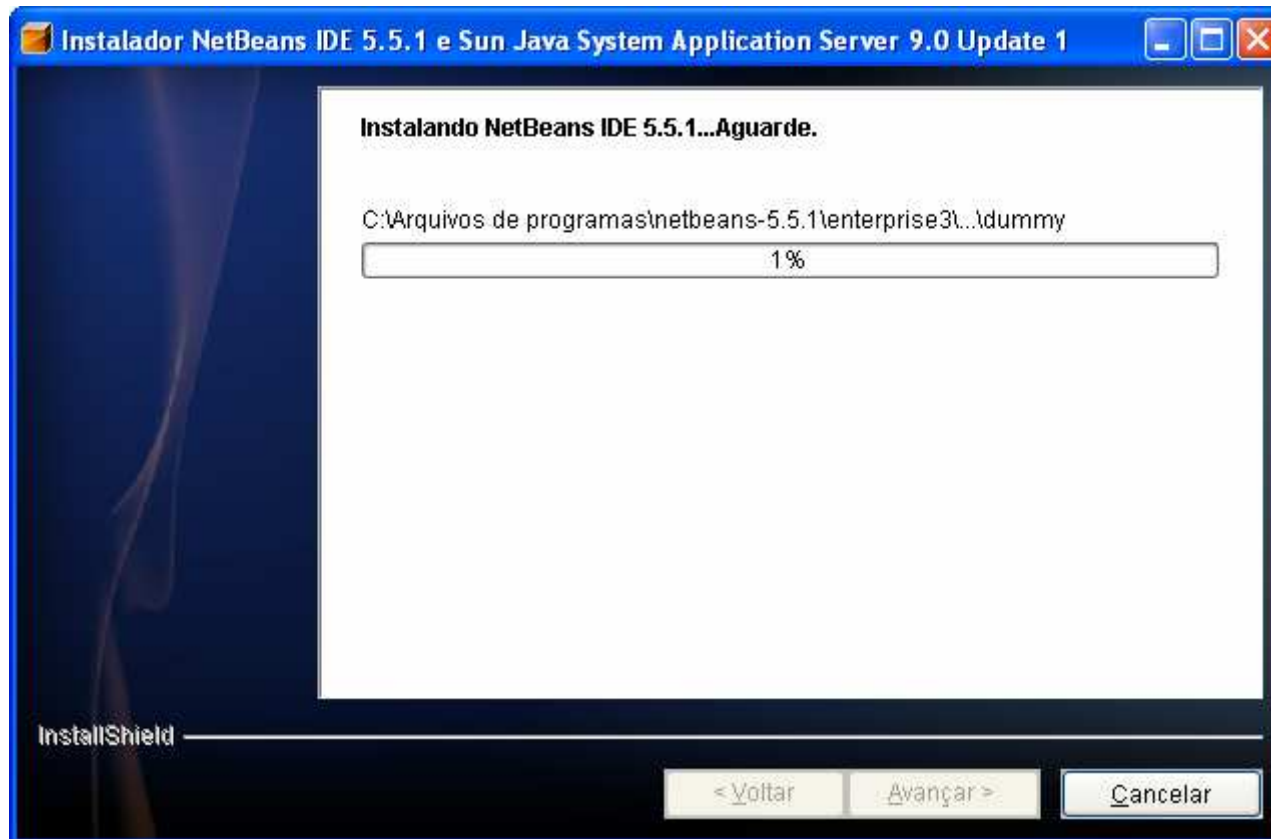 Instalador NetBeans IDE 5.5.1 e Sun Java System Application Server 9.0 Update 1
Instalando NetBeans IDE 5.5.1...Aguarde.
C:\Arquivos de programas\netbeans-5.5.1\enterprise3\...\dummy
1%
InstallShield
< Voltar
Avançar >
Cancelar